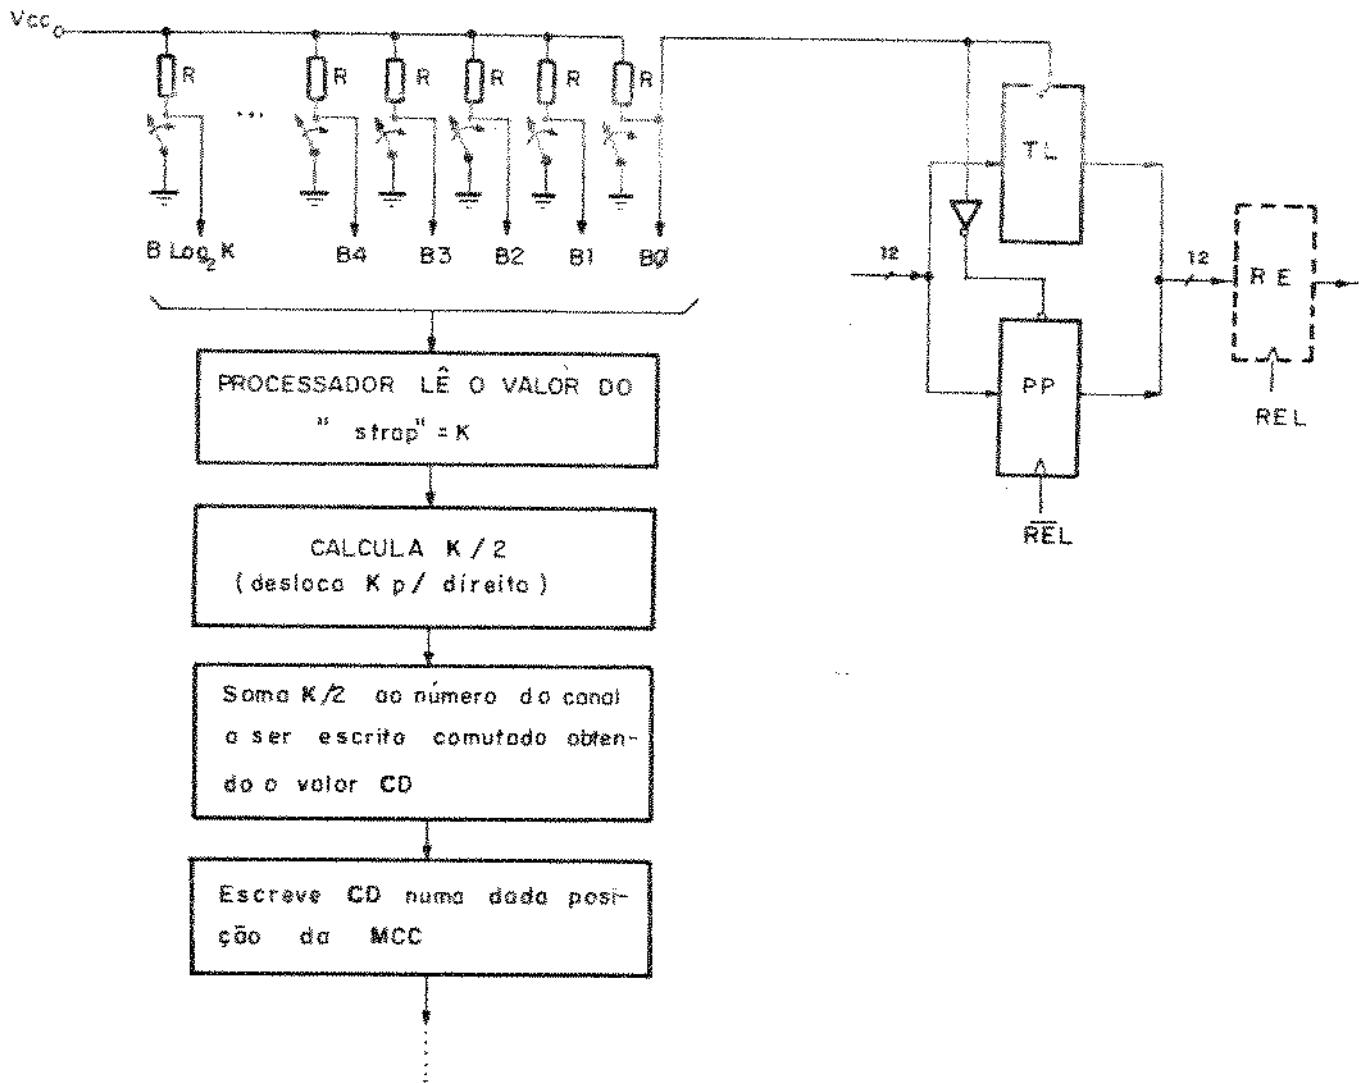 Vcc
R R R R R R
...
B Log2 K B4 B3 B2 B1 BØ
PROCESSADOR LÊ O VALOR DO
" strap" = K
CALCULA K / 2
( desloca K p / direita )
Soma K/2 ao número do canal
a ser escrito comutado obten-
do o valor CD
Escreve CD numa dada posi-
ção da MCC
TL
12
12
RE
PP
REL
R̅E̅L̅